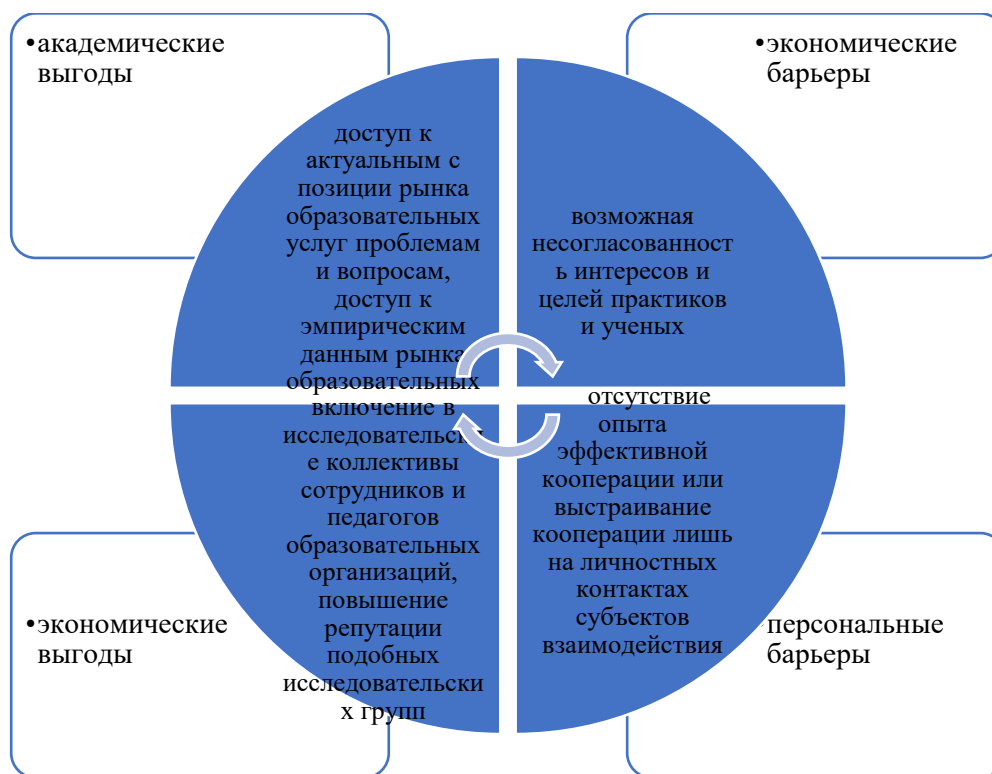 •академические
выгоды
•экономические
барьеры
доступ к
актуальным с
позиции рынка
образовательных
услуг проблемам
и вопросам,
доступ к
эмпирическим
данным рынка
образовательных
возможная
несогласованност
ь интересов и
целей практиков
и ученых
включение в
исследовательски
е коллективы
сотрудников и
педагогов
образовательных
организаций,
повышение
репутации
подобных
исследовательски
х групп
отсутствие
опыта
эффективной
кооперации или
выстраивание
кооперации лишь
на личностных
контактах
субъектов
взаимодействия
•экономические
выгоды
•персональные
барьеры